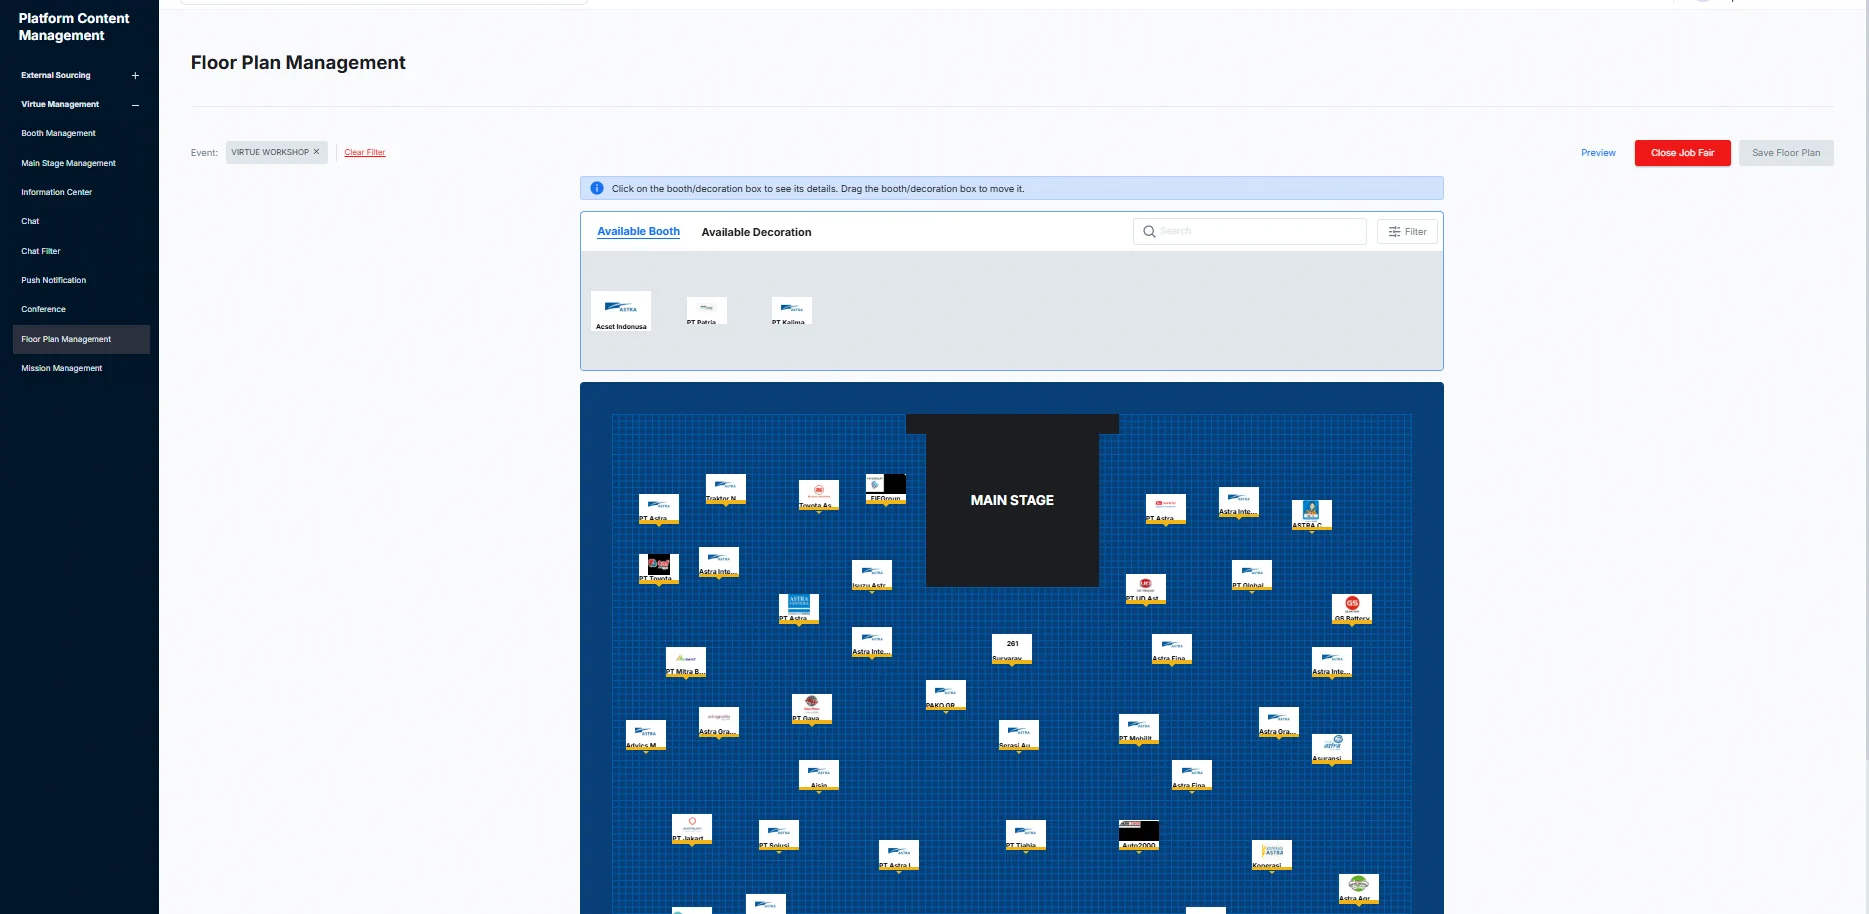 Platform Content
Management
External Sourcing
Virtue Management
Booth Management
Main Stage Management
Information Center
Chat
Chat Filter
Push Notification
Conference
Floor Plan Management
Mission Management
Floor Plan Management
Event:
VIRTUE WORKSHOP
Clear Filter
Preview
Close Job Fair
Save Floor Plan
Click on the booth/decoration box to see its details. Drag the booth/decoration box to move it.
Available Booth
Available Decoration
Search
Filter
ASTRA
Acset Indonusa
PT Patria
ASTRA
PT Kalima
MAIN STAGE
Traktor N...
Toyota As...
FIFGroup
PT Astra
PT Astra
Astra Inte...
ASTRA C...
PT Toyota
Astra Inte...
Isuzu Astr
PT UD Ast
PT Global
PT Astra
GS
GS Battery
Astra Inte...
261
Suryaray
Astra Fina
PT Mitra B...
Astra Inte...
PAKO GR
PT Gaya
Astra Gra...
Advics M
Serasi Au
PT Mobilit
Astra Gra...
Asuransi
Aisin
Astra Fina
PT Jakart
PT Solusi
PT Astra I
PT Tiabia
Auto2000
Koperasi
Astra Agr